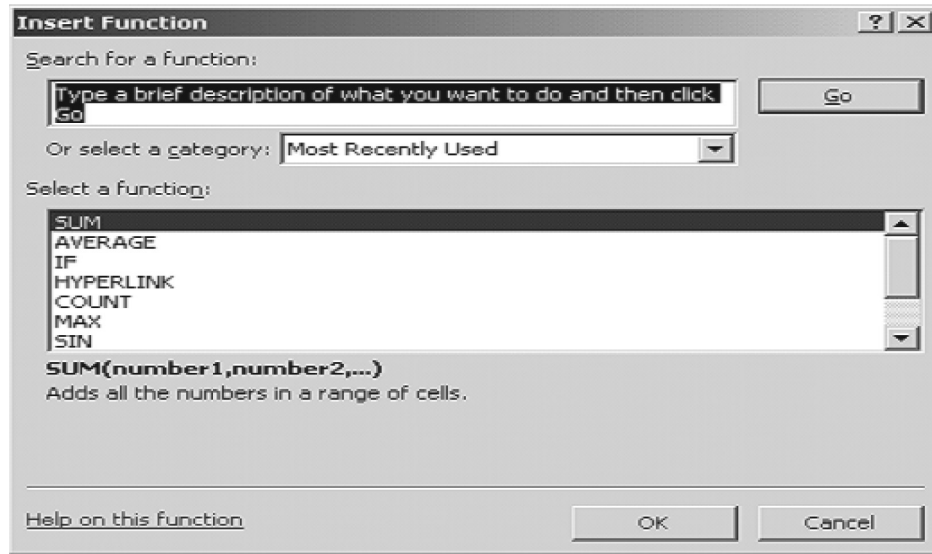 Insert Function
Search for a function:
Type a brief description of what you want to do and then click
Go
Go
Or select a category: Most Recently Used
Select a function:
SUM
AVERAGE
IF
HYPERLINK
COUNT
MAX
SIN
SUM(number1,number2,...)
Adds all the numbers in a range of cells.
Help on this function
OK
Cancel